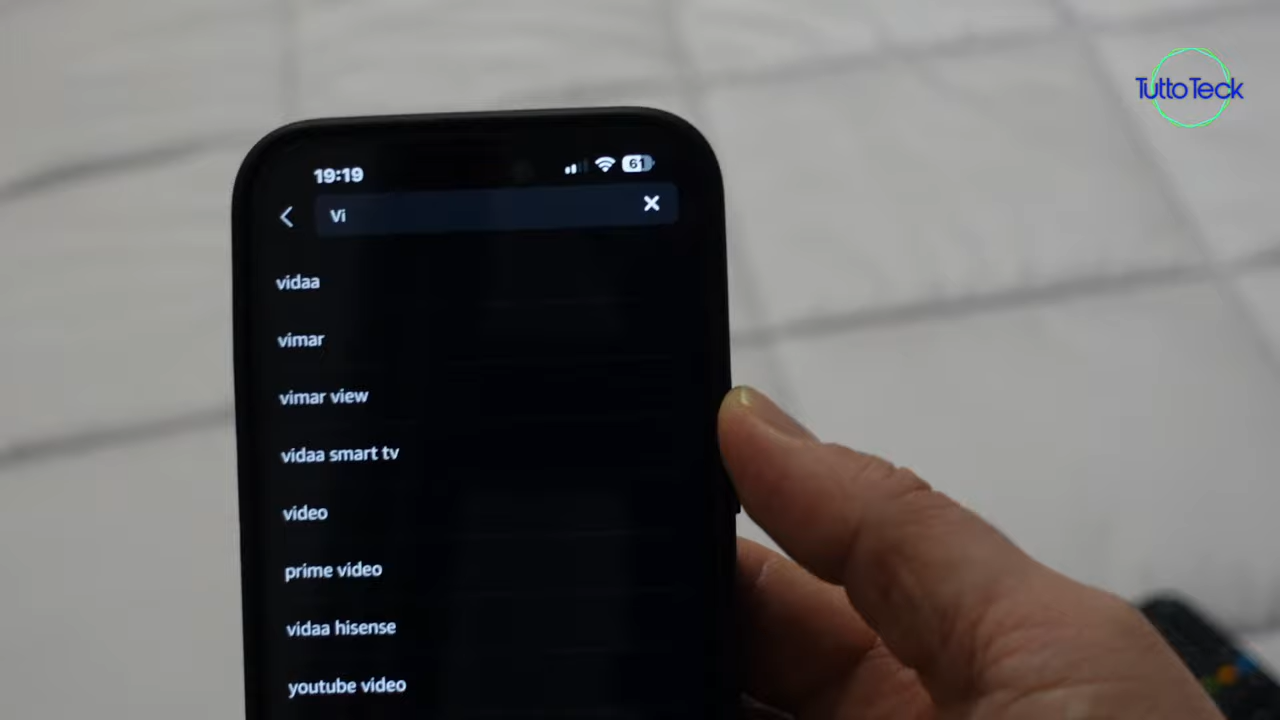 TuttoTeck
19:19
61
Vi
vidaa
vimar
vimar view
vidaa smart tv
video
prime video
vidaa hisense
youtube video